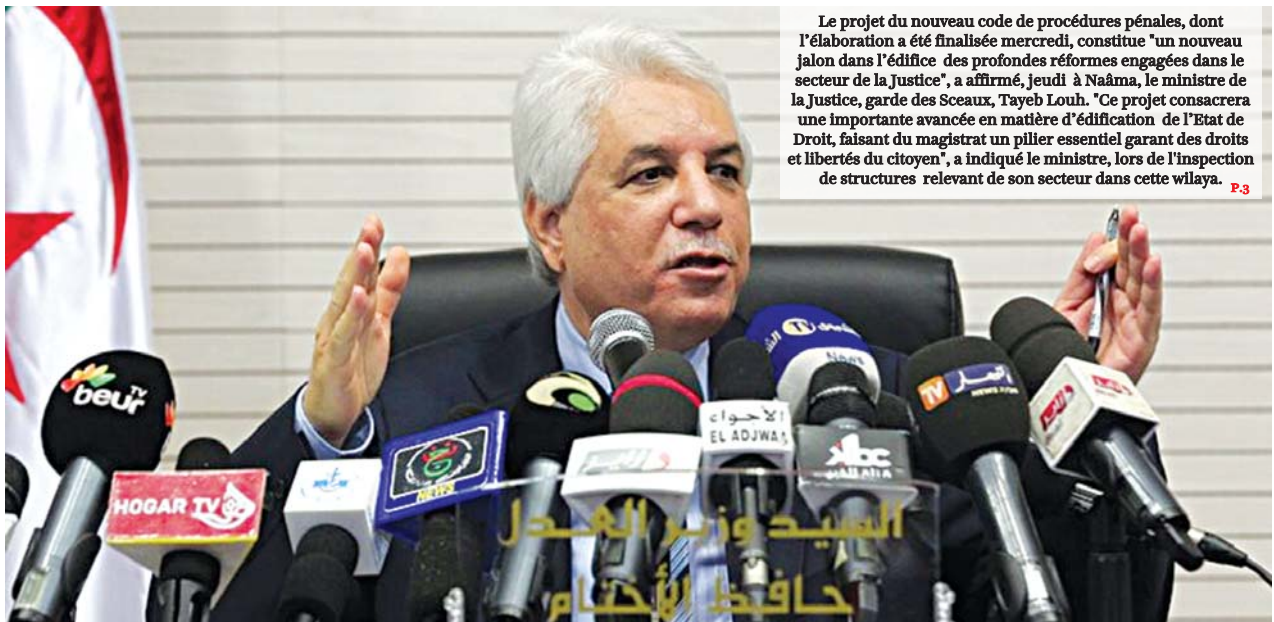 Le projet du nouveau code de procédures pénales, dont
l'élaboration a été finalisée mercredi, constitue "un nouveau
jalon dans l'édifice des profondes réformes engagées dans le
secteur de la Justice", a affirmé, jeudi à Naâma, le ministre de
la Justice, garde des Sceaux, Tayeb Louh. "Ce projet consacrera
une importante avancée en matière d'édification de l'Etat de
Droit, faisant du magistrat un pilier essentiel garant des droits
et libertés du citoyen", a indiqué le ministre, lors de l'inspection
de structures relevant de son secteur dans cette wilaya.
P.3
beur TV
HOGAR TV
NEWS
الأجواء
EL ADJWA
News
TV
NEWS
السيد وزير العدل
حافظ الأختام